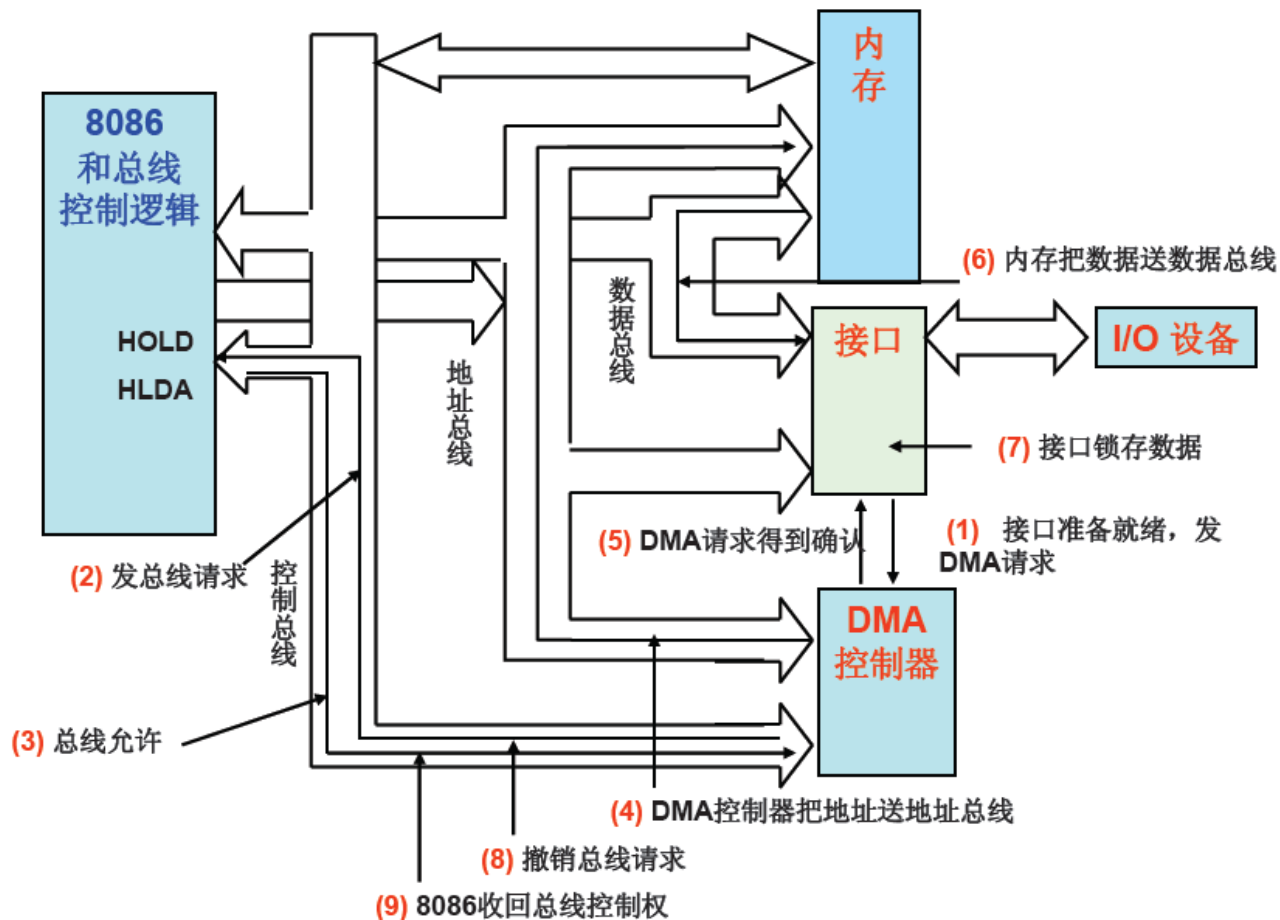 内
存
8086
和总线
控制逻辑
(6) 内存把数据送数据总线
数据总线
HOLD
接口
I/O 设备
HLDA
地址总线
(7) 接口锁存数据
(5) DMA请求得到确认
(1) 接口准备就绪，发
DMA请求
(2) 发总线请求
控制总线
DMA
控制器
(3) 总线允许
(4) DMA控制器把地址送地址总线
(8) 撤销总线请求
(9) 8086收回总线控制权